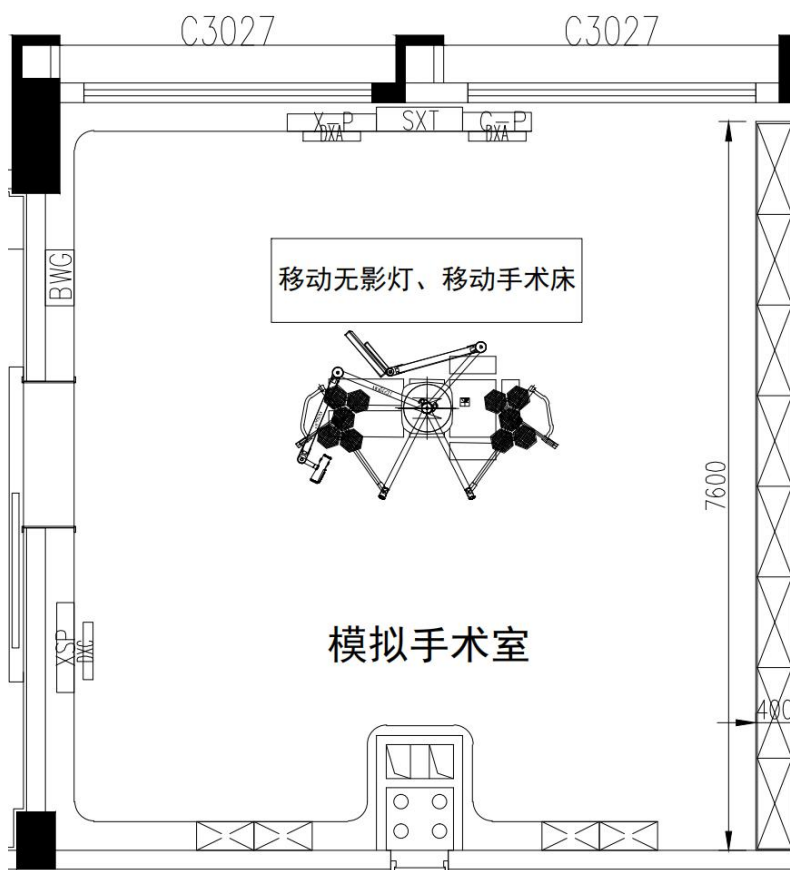 C3027
C3027
X-P
SXT
C-P
DXA
DXA
BWG
移动无影灯、移动手术床
7600
XSP
DXC
模拟手术室
400